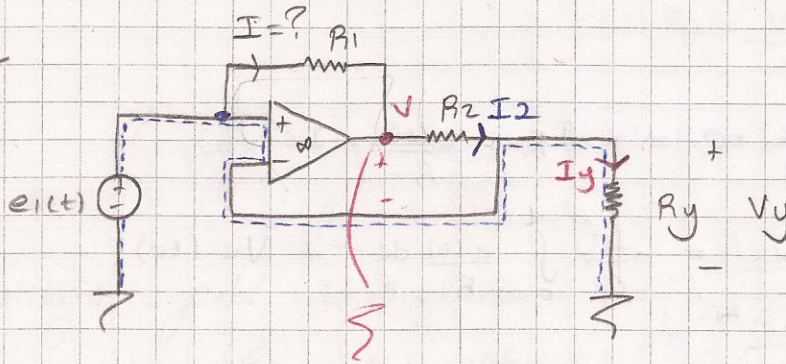 I=?
R1
+
∞
-
V
R2
I2
+
-
e1(t)
+
-
Iy
Ry
+
Vy
-